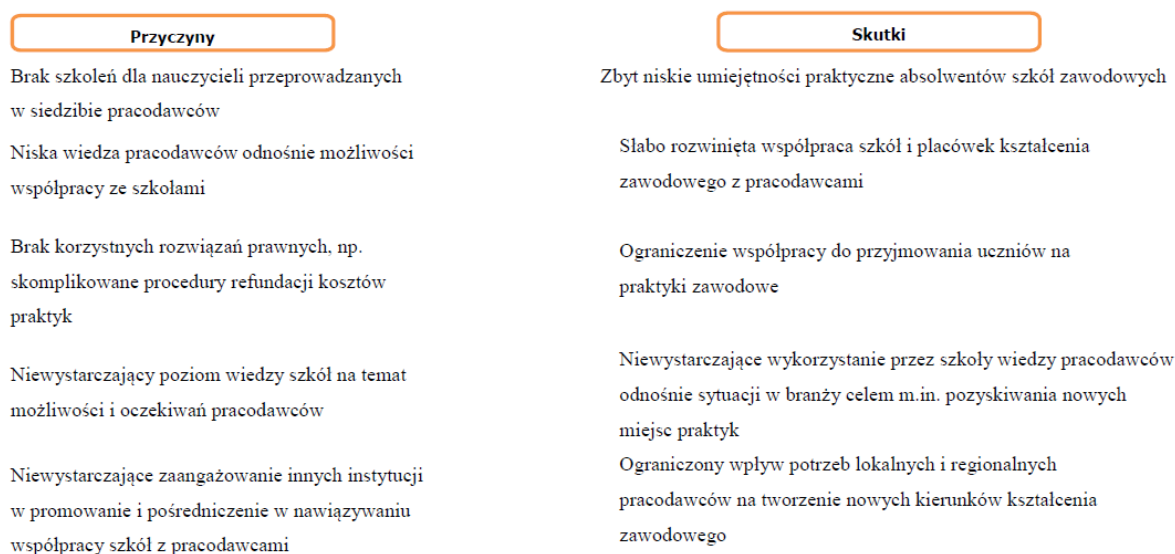 Przyczyny
Brak szkoleń dla nauczycieli przeprowadzanych
w siedzibie pracodawców
Niska wiedza pracodawców odnośnie możliwości
współpracy ze szkołami
Brak korzystnych rozwiązań prawnych, np.
skomplikowane procedury refundacji kosztów
praktyk
Niewystarczający poziom wiedzy szkół na temat
możliwości i oczekiwań pracodawców
Niewystarczające zaangażowanie innych instytucji
w promowanie i pośredniczenie w nawiązywaniu
współpracy szkół z pracodawcami
Skutki
Zbyt niskie umiejętności praktyczne absolwentów szkół zawodowych
Słabo rozwinięta współpraca szkół i placówek kształcenia
zawodowego z pracodawcami
Ograniczenie współpracy do przyjmowania uczniów na
praktyki zawodowe
Niewystarczające wykorzystanie przez szkoły wiedzy pracodawców
odnośnie sytuacji w branży celem m.in. pozyskiwania nowych
miejsc praktyk
Ograniczony wpływ potrzeb lokalnych i regionalnych
pracodawców na tworzenie nowych kierunków kształcenia
zawodowego